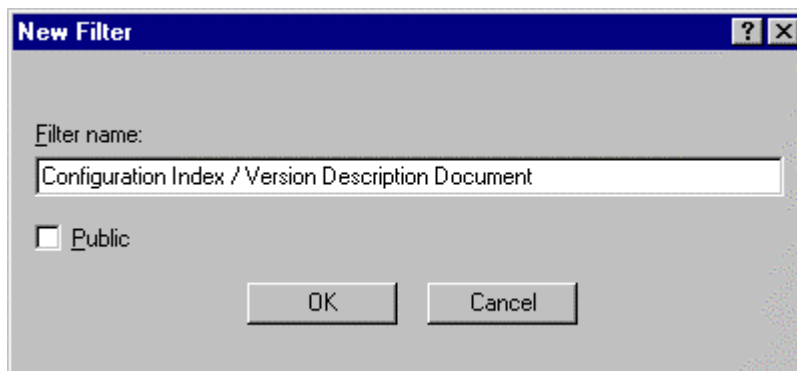 New Filter
Filter name:
Configuration Index / Version Description Document
Public
OK Cancel